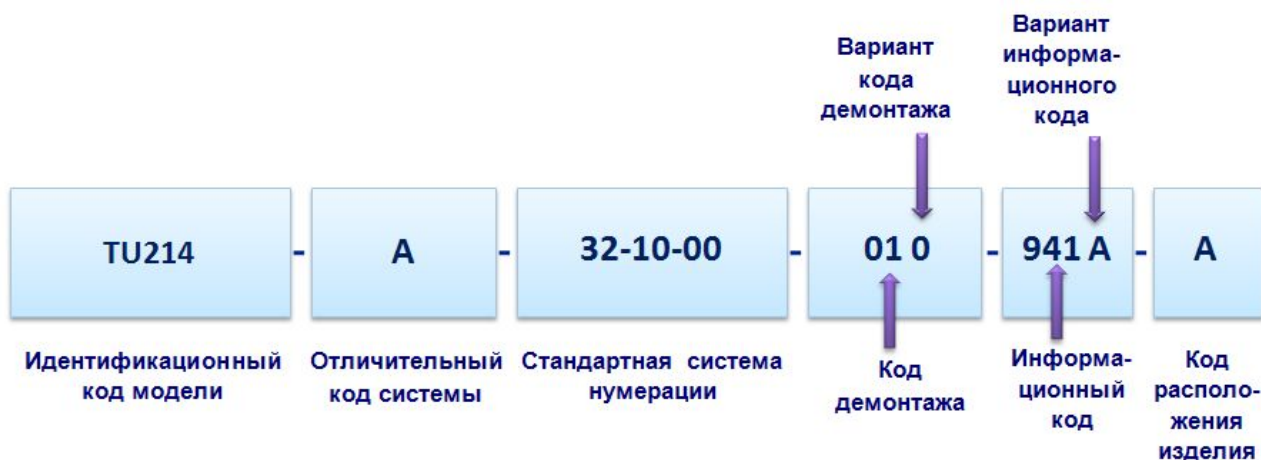 Вариант
кода
демонтажа
Вариант
информа-
ционного
кода
TU214 - A - 32-10-00 - 01 0 - 941 A - A
Идентификационный
код модели
Отличительный
код системы
Стандартная система
нумерации
Код
демонтажа
Информа-
ционный
код
Код
располо-
жения
изделия